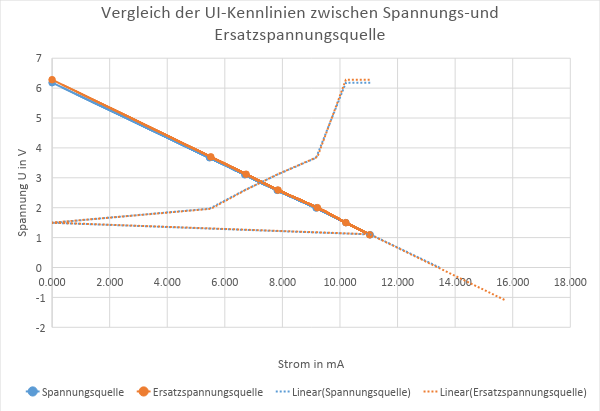 Vergleich der UI-Kennlinien zwischen Spannungs-und
Ersatzspannungsquelle
7
6
5
4
3
2
1
0
-1
-2
Spannung U in V
0.000 2.000 4.000 6.000 8.000 10.000 12.000 14.000 16.000 18.000
Strom in mA
Spannungsquelle Ersatzspannungsquelle Linear(Spannungsquelle) Linear(Ersatzspannungsquelle)